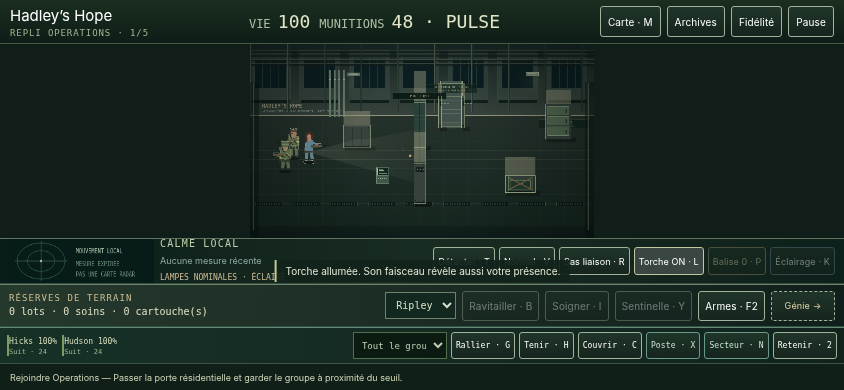 Hadley's Hope
REPLI OPERATIONS · 1/5
VIE 100 MUNITIONS 48 · PULSE
Carte · M
Archives
Fidélité
Pause
HADLEY'S HOPE
MOUVEMENT LOCAL
MESURE EXPIREE
PAS UNE CARTE RADAR
CALME LOCAL
Aucune mesure récente
LAMPES NOMINALES · ÉCLAI
Torche allumée. Son faisceau révèle aussi votre présence.
as liaison · R
Torche ON · L
Balise 0 · P
Éclairage · K
RÉSERVES DE TERRAIN
0 lots · 0 soins · 0 cartouche(s)
Ripley
Ravitailler · B
Soigner · I
Sentinelle · Y
Armes · F2
Génie →
Hicks 100%
Suit · 24
Hudson 100%
Suit · 24
Tout le grou
Rallier · G
Tenir · H
Couvrir · C
Poste · X
Secteur · N
Retenir · 2
Rejoindre Operations — Passer la porte résidentielle et garder le groupe à proximité du seuil.